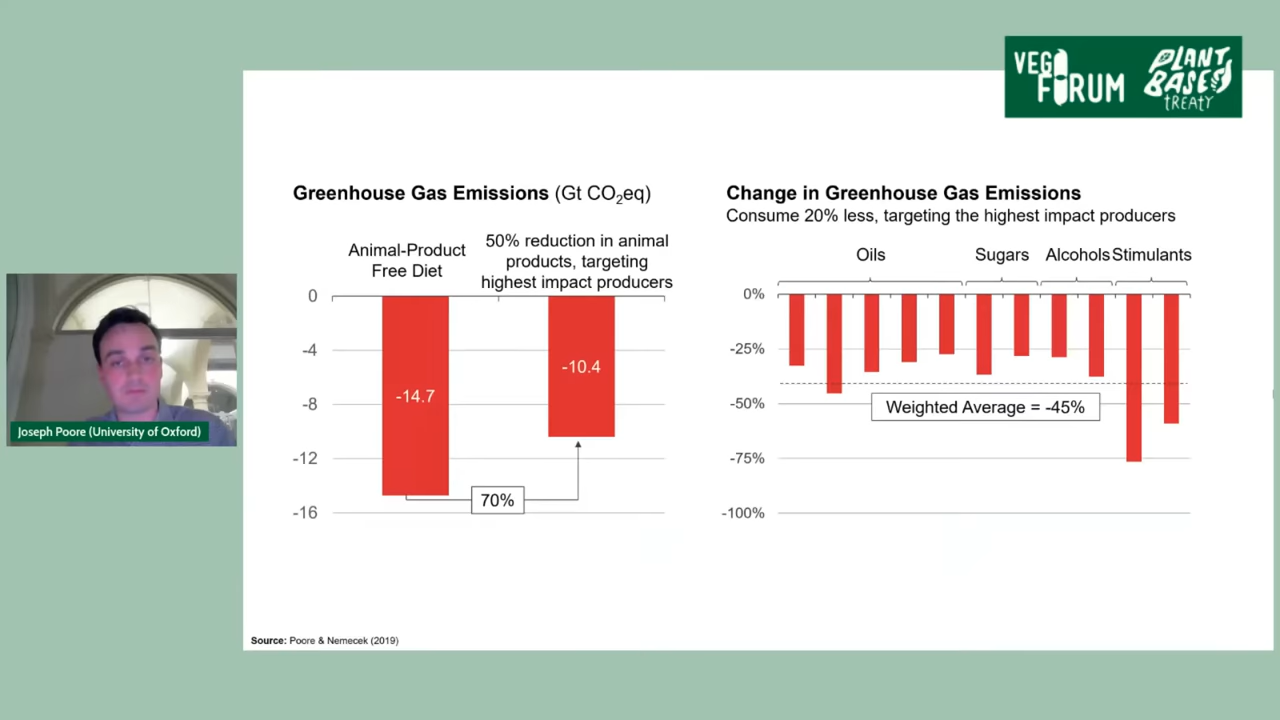 VEGO
FORUM
PLANT
BASED
TREATY
Greenhouse Gas Emissions (Gt CO₂eq)
Animal-Product
Free Diet
50% reduction in animal
products, targeting
highest impact producers
0
-4
-8
-12
-16
-14.7
-10.4
70%
Change in Greenhouse Gas Emissions
Consume 20% less, targeting the highest impact producers
Oils
Sugars
Alcohols
Stimulants
0%
-25%
-50%
-75%
-100%
Weighted Average = -45%
Joseph Poore (University of Oxford)
Source: Poore & Nemecek (2019)